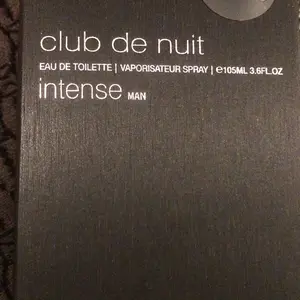 club de nuit
EAU DE TOILETTE | VAPORISATEUR SPRAY | ℮105ML 3.6FL.OZ
intense MAN